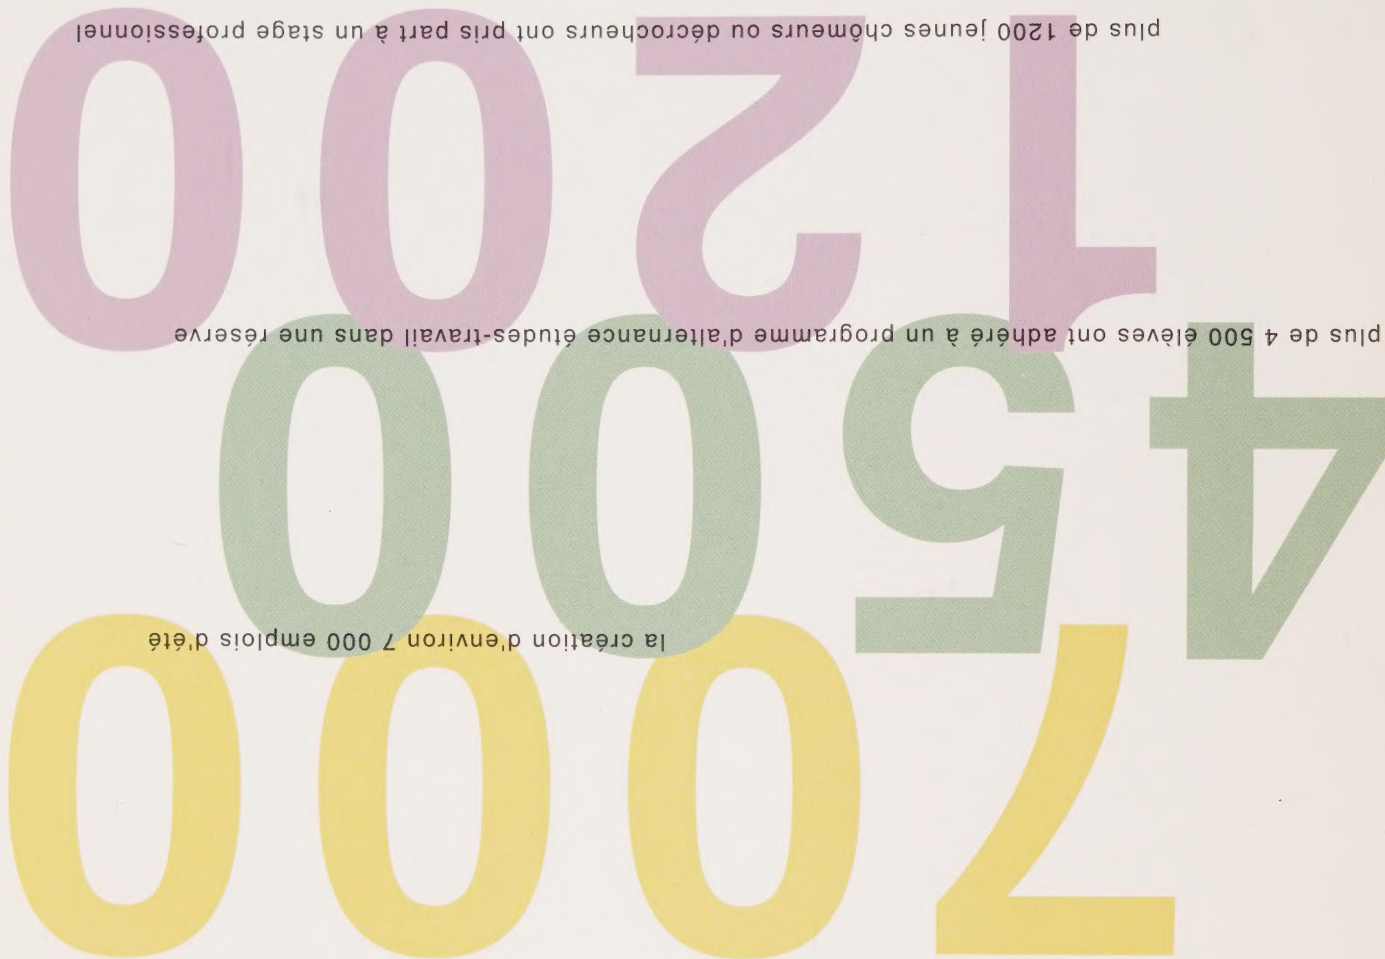 7000
la création d'environ 7 000 emplois d'été
4500
plus de 4 500 élèves ont adhéré à un programme d'alternance études-travail dans une réserve
1200
plus de 1200 jeunes chômeurs ou décrocheurs ont pris part à un stage professionnel